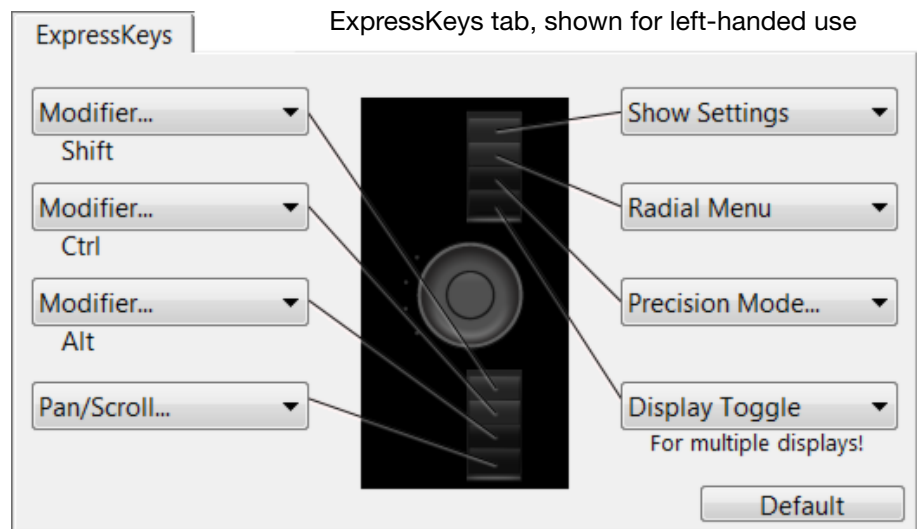 ExpressKeys tab, shown for left-handed use
ExpressKeys
Modifier...
Shift
Modifier...
Ctrl
Modifier...
Alt
Pan/Scroll...
Show Settings
Radial Menu
Precision Mode...
Display Toggle
For multiple displays!
Default